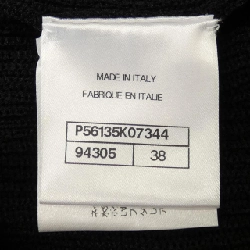 MADE IN ITALY
FABRIQUE EN ITALIE
P56135K07344
94305 38